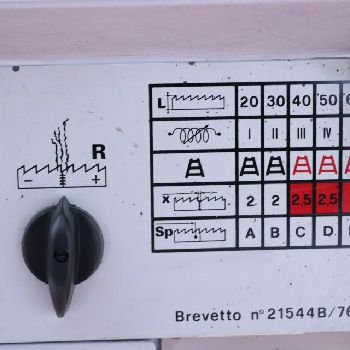 L 20 30 40 50
I II III IV
R
- +
x 2 2 2,5 2,5
Sp A B C D
Brevetto n° 21544B/76